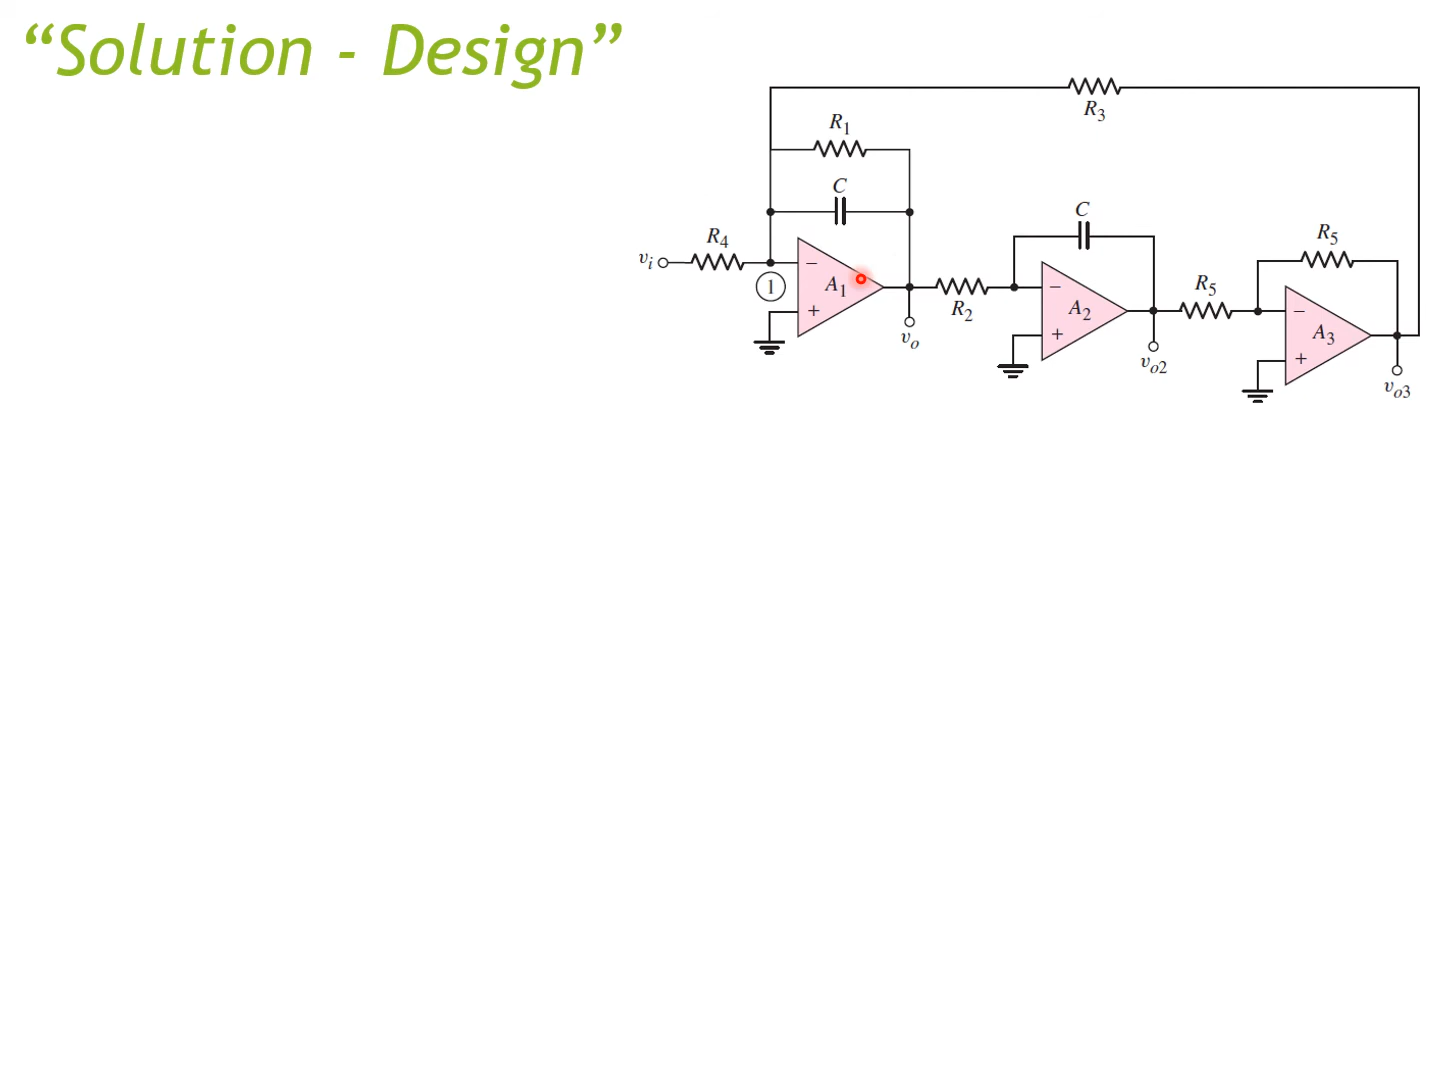 “Solution - Design”
R3
R1
C
R4
vi
1
−
+
A1
vo
R2
C
−
+
A2
vo2
R5
R5
−
+
A3
vo3